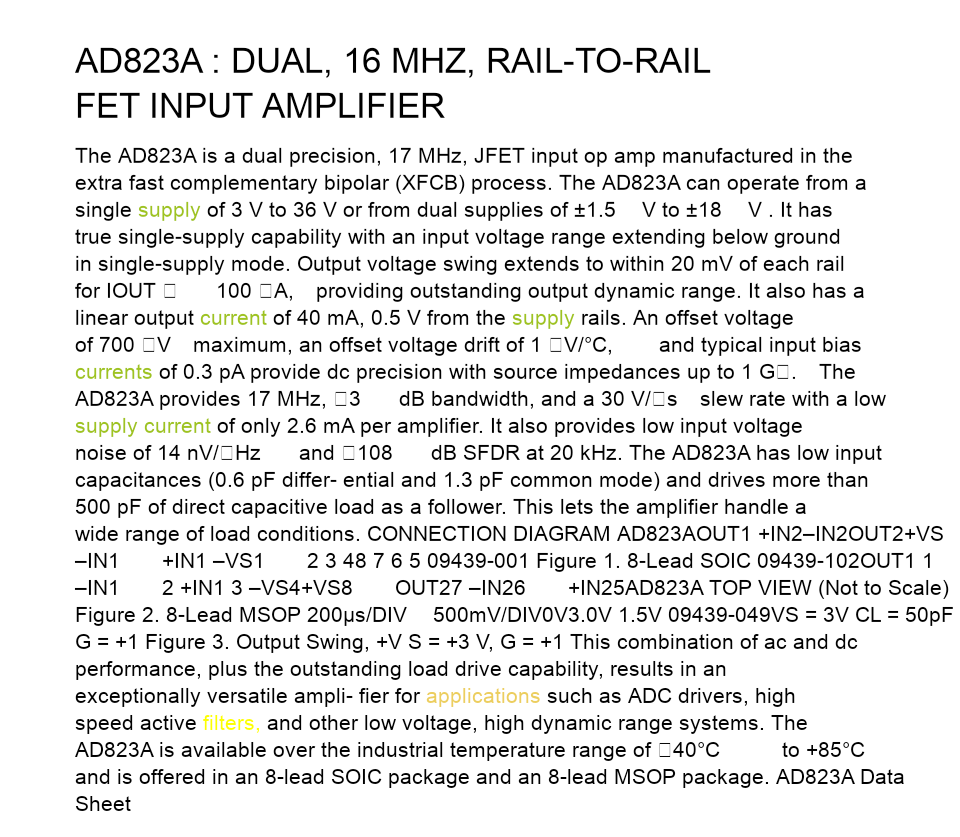 AD823A : DUAL, 16 MHZ, RAIL-TO-RAIL
FET INPUT AMPLIFIER
The AD823A is a dual precision, 17 MHz, JFET input op amp manufactured in the
extra fast complementary bipolar (XFCB) process. The AD823A can operate from a
single supply of 3 V to 36 V or from dual supplies of ±1.5 V to ±18 V . It has
true single-supply capability with an input voltage range extending below ground
in single-supply mode. Output voltage swing extends to within 20 mV of each rail
for IOUT □ 100 □A, providing outstanding output dynamic range. It also has a
linear output current of 40 mA, 0.5 V from the supply rails. An offset voltage
of 700 □V maximum, an offset voltage drift of 1 □V/°C, and typical input bias
currents of 0.3 pA provide dc precision with source impedances up to 1 G□. The
AD823A provides 17 MHz, □3 dB bandwidth, and a 30 V/□s slew rate with a low
supply current of only 2.6 mA per amplifier. It also provides low input voltage
noise of 14 nV/□Hz and □108 dB SFDR at 20 kHz. The AD823A has low input
capacitances (0.6 pF differ- ential and 1.3 pF common mode) and drives more than
500 pF of direct capacitive load as a follower. This lets the amplifier handle a
wide range of load conditions. CONNECTION DIAGRAM AD823AOUT1 +IN2–IN2OUT2+VS
–IN1 +IN1 –VS1 2 3 48 7 6 5 09439-001 Figure 1. 8-Lead SOIC 09439-102OUT1 1
–IN1 2 +IN1 3 –VS4+VS8 OUT27 –IN26 +IN25AD823A TOP VIEW (Not to Scale)
Figure 2. 8-Lead MSOP 200µs/DIV 500mV/DIV0V3.0V 1.5V 09439-049VS = 3V CL = 50pF
G = +1 Figure 3. Output Swing, +V S = +3 V, G = +1 This combination of ac and dc
performance, plus the outstanding load drive capability, results in an
exceptionally versatile ampli- fier for applications such as ADC drivers, high
speed active filters, and other low voltage, high dynamic range systems. The
AD823A is available over the industrial temperature range of □40°C to +85°C
and is offered in an 8-lead SOIC package and an 8-lead MSOP package. AD823A Data
Sheet